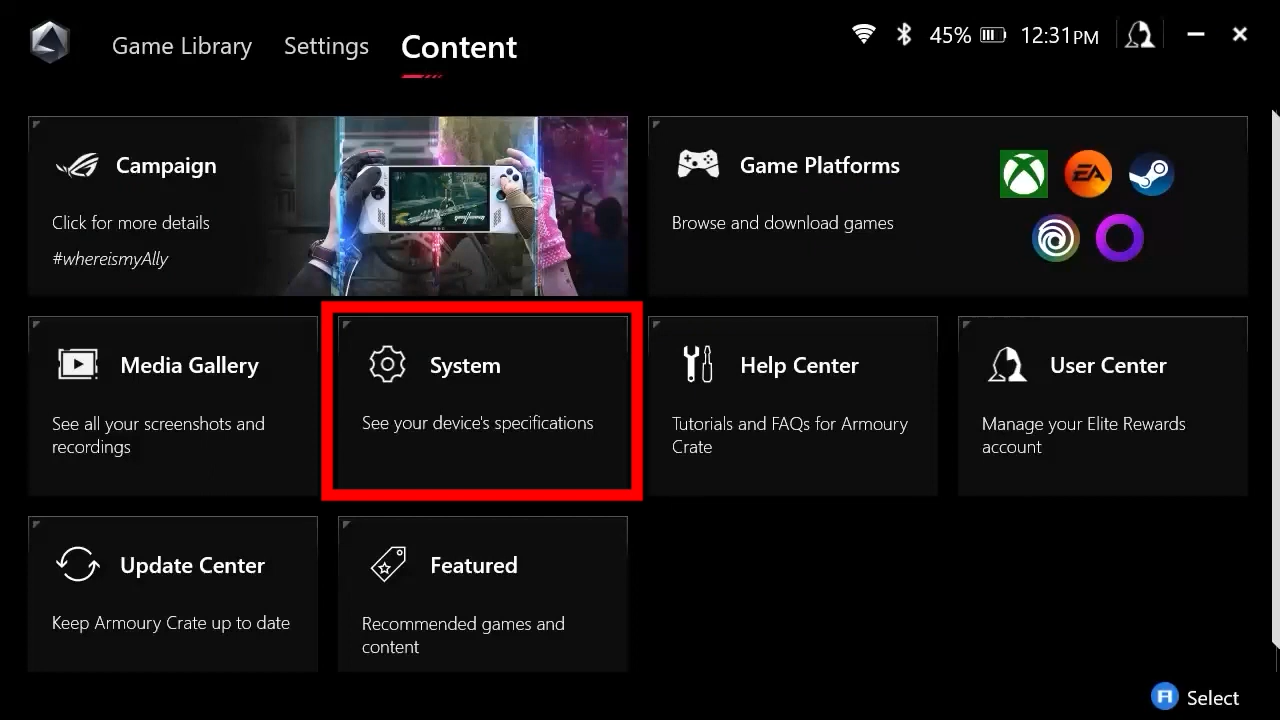 Game Library Settings Content
45% 12:31PM
Campaign
Click for more details
#whereismyAlly
Game Platforms
Browse and download games
EA
Media Gallery
See all your screenshots and
recordings
System
See your device's specifications
Help Center
Tutorials and FAQs for Armoury
Crate
User Center
Manage your Elite Rewards
account
Update Center
Keep Armoury Crate up to date
Featured
Recommended games and
content
A Select